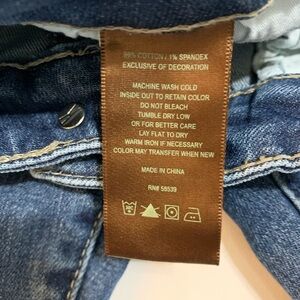 99% COTTON / 1% SPANDEX
EXCLUSIVE OF DECORATION
MACHINE WASH COLD
INSIDE OUT TO RETAIN COLOR
DO NOT BLEACH
TUMBLE DRY LOW
OR FOR BETTER CARE
LAY FLAT TO DRY
WARM IRON IF NECESSARY
COLOR MAY TRANSFER WHEN NEW
MADE IN CHINA
RN# 58539